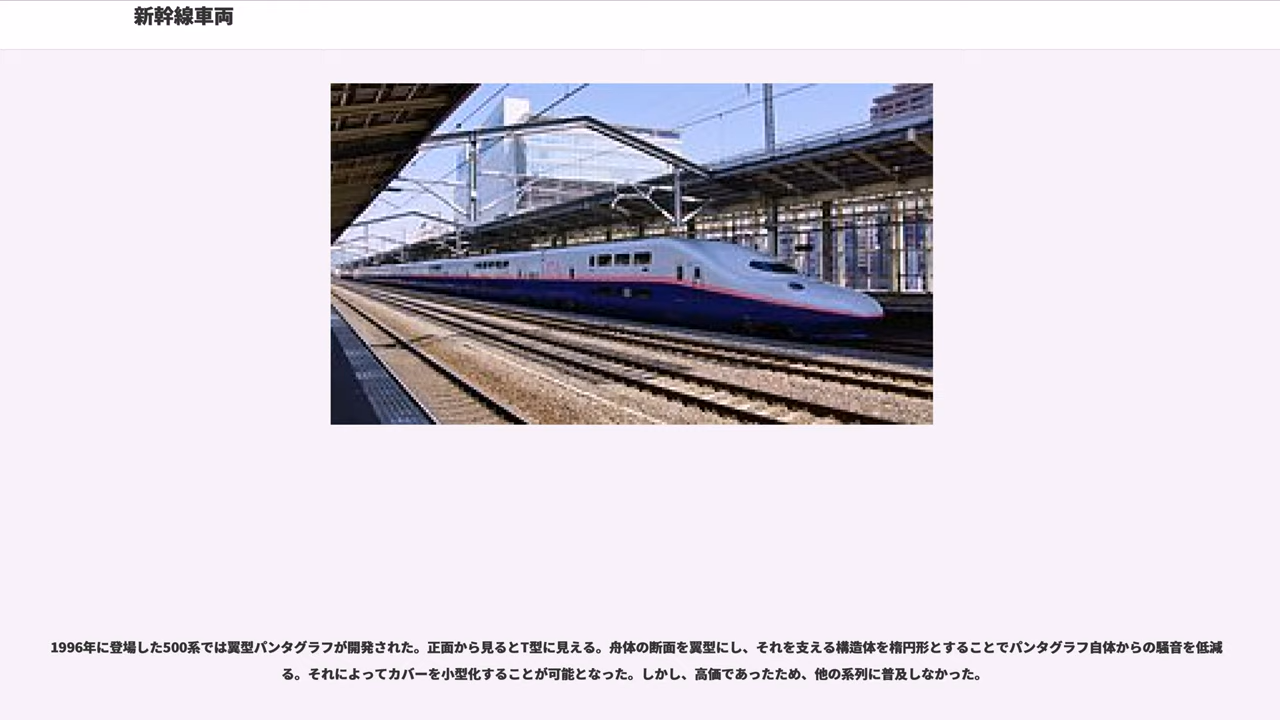 新幹線車両
1996年に登場した500系では翼型パンタグラフが開発された。正面から見るとT型に見える。舟体の断面を翼型にし、それを支える構造体を楕円形とすることでパンタグラフ自体からの騒音を低減
る。それによってカバーを小型化することが可能となった。しかし、高価であったため、他の系列に普及しなかった。